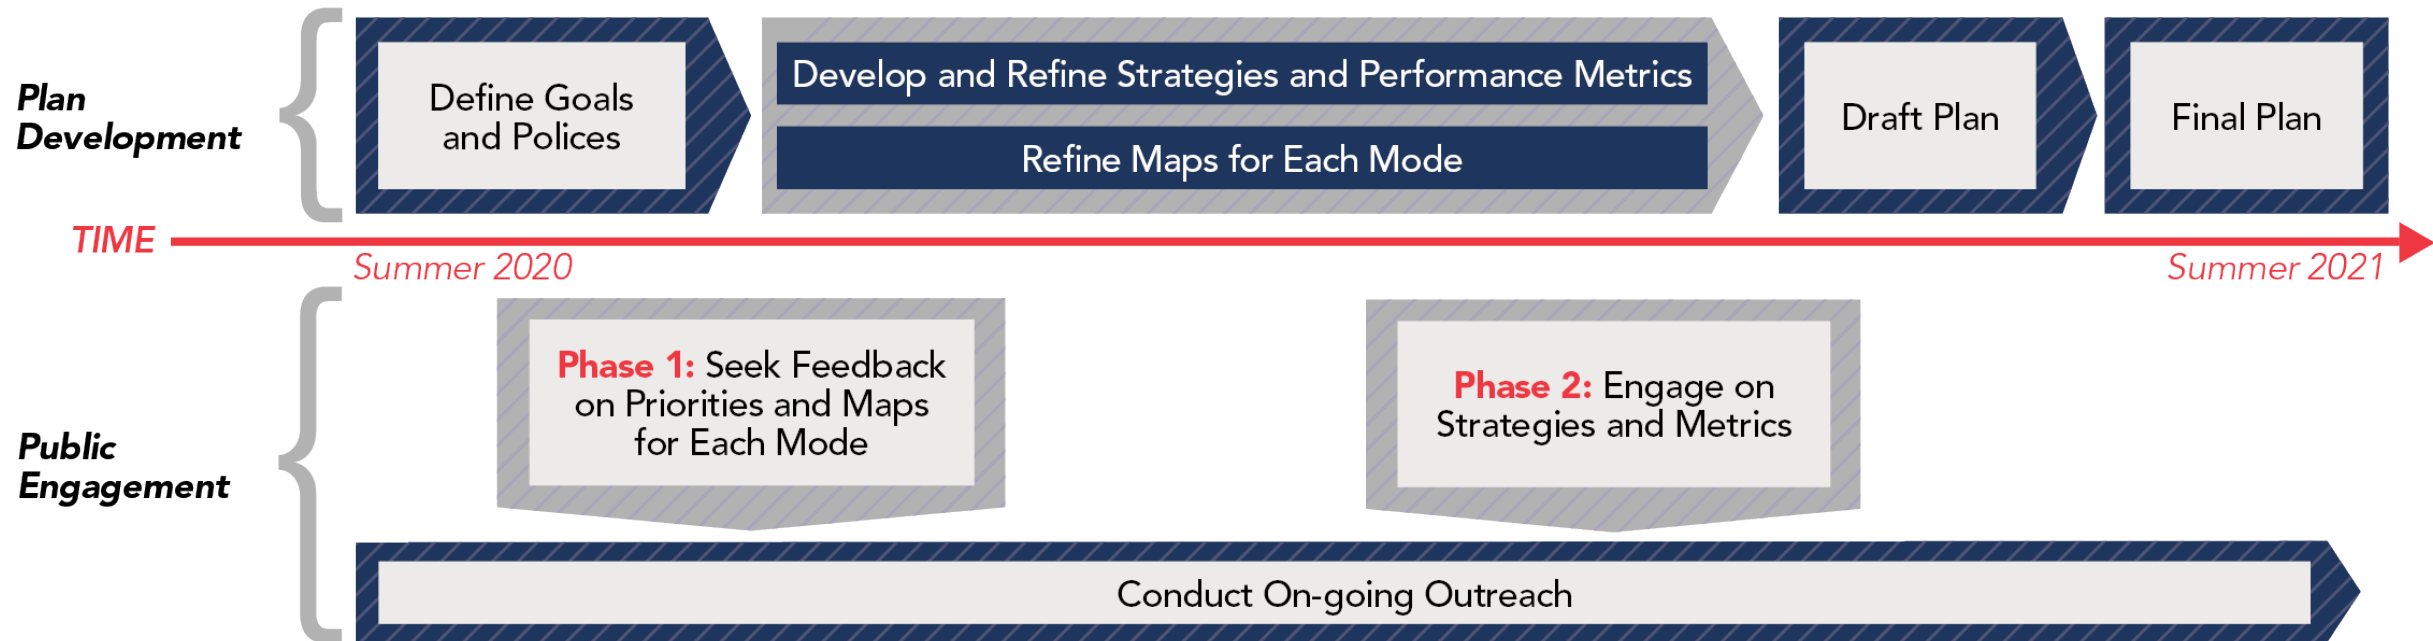 Plan
Development
Define Goals
and Polices
Develop and Refine Strategies and Performance Metrics
Refine Maps for Each Mode
Draft Plan
Final Plan
TIME
Summer 2020
Summer 2021
Public
Engagement
Phase 1: Seek Feedback
on Priorities and Maps
for Each Mode
Phase 2: Engage on
Strategies and Metrics
Conduct On-going Outreach